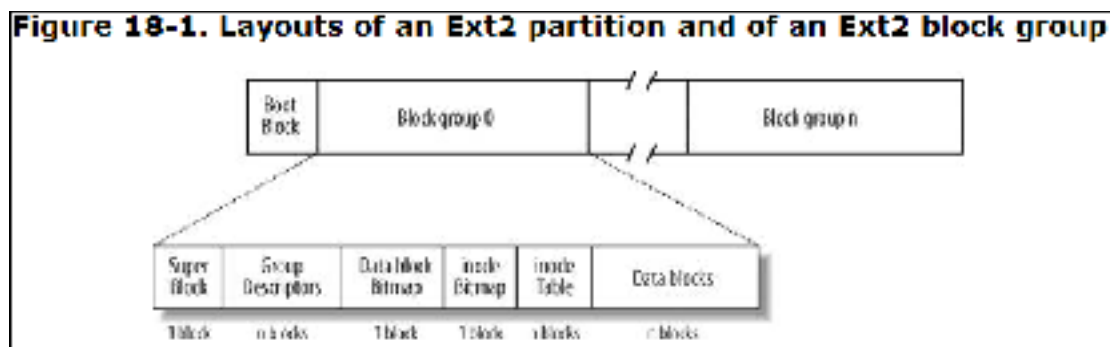 Figure 18-1. Layouts of an Ext2 partition and of an Ext2 block group
Boot
Block
Block group 0
Block group n
Super
Block
Group
Descriptors
Data block
Bitmap
inode
Bitmap
inode
Table
Data blocks
1 block
n blocks
1 block
1 block
n blocks
n blocks